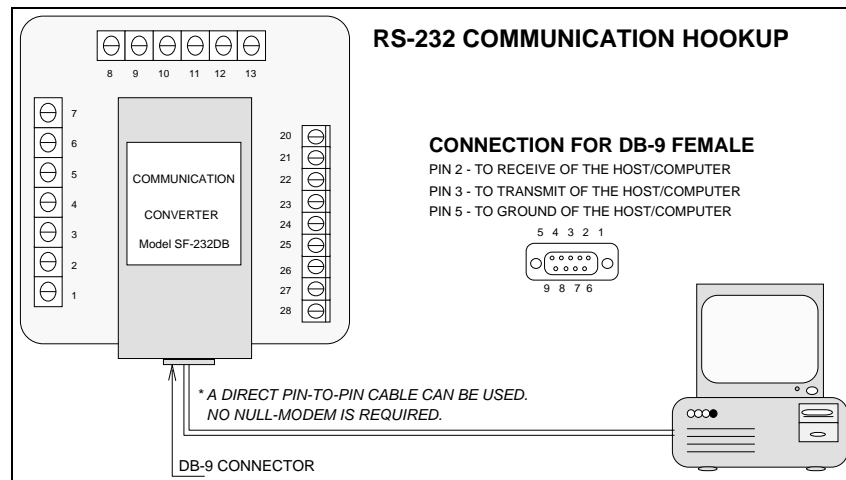 RS-232 COMMUNICATION HOOKUP
8 9 10 11 12 13
7
6
5
4
3
2
1
COMMUNICATION
CONVERTER
Model SF-232DB
20
21
22
23
24
25
26
27
28
CONNECTION FOR DB-9 FEMALE
PIN 2 - TO RECEIVE OF THE HOST/COMPUTER
PIN 3 - TO TRANSMIT OF THE HOST/COMPUTER
PIN 5 - TO GROUND OF THE HOST/COMPUTER
5 4 3 2 1
9 8 7 6
* A DIRECT PIN-TO-PIN CABLE CAN BE USED.
NO NULL-MODEM IS REQUIRED.
DB-9 CONNECTOR